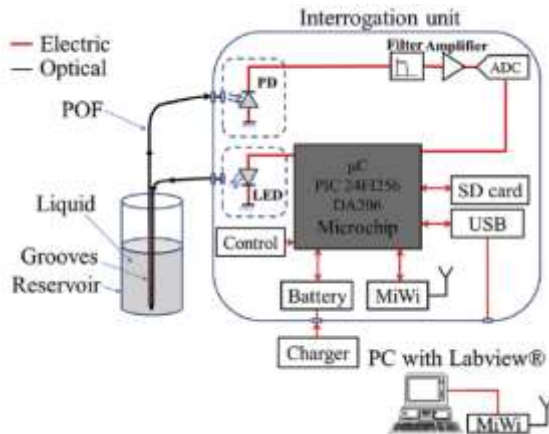 Interrogation unit
Electric
Optical
Filter Amplifier
PD
ADC
POF
LED
µC
PIC 24FI256
DA206
Microchip
SD card
USB
Liquid
Grooves
Reservoir
Control
Battery
MiWi
Charger
PC with Labview®
MiWi